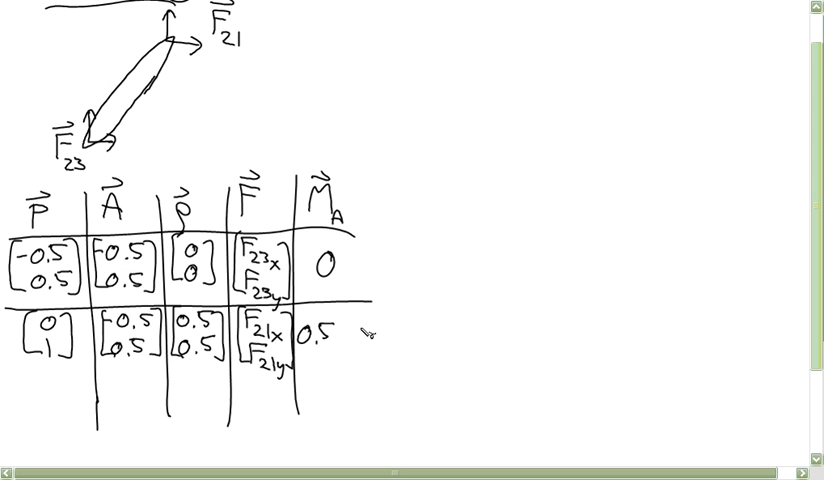 F⃗21
F⃗23
P⃗ A⃗ ρ⃗ F⃗ M⃗A
[-0.5 0.5] [-0.5 0.5] [0 0] [F23x F23y] 0
[0 1] [-0.5 0.5] [0.5 0.5] [F21x F21y] 0.5